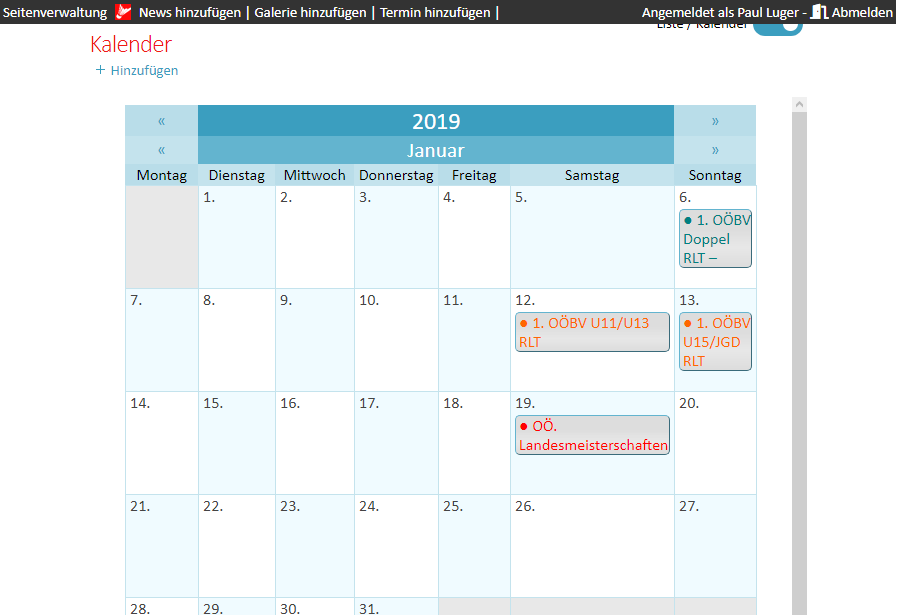 Seitenverwaltung News hinzufügen | Galerie hinzufügen | Termin hinzufügen | Angemeldet als Paul Luger - Abmelden
Liste / Kalender
Kalender
+ Hinzufügen
« 2019 »
« Januar »
Montag Dienstag Mittwoch Donnerstag Freitag Samstag Sonntag
1. 2. 3. 4. 5. 6.
● 1. OÖBV
Doppel
RLT –
7. 8. 9. 10. 11. 12. 13.
● 1. OÖBV U11/U13
RLT
● 1. OÖBV
U15/JGD
RLT
14. 15. 16. 17. 18. 19. 20.
● OÖ.
Landesmeisterschaften
21. 22. 23. 24. 25. 26. 27.
28. 29. 30. 31.